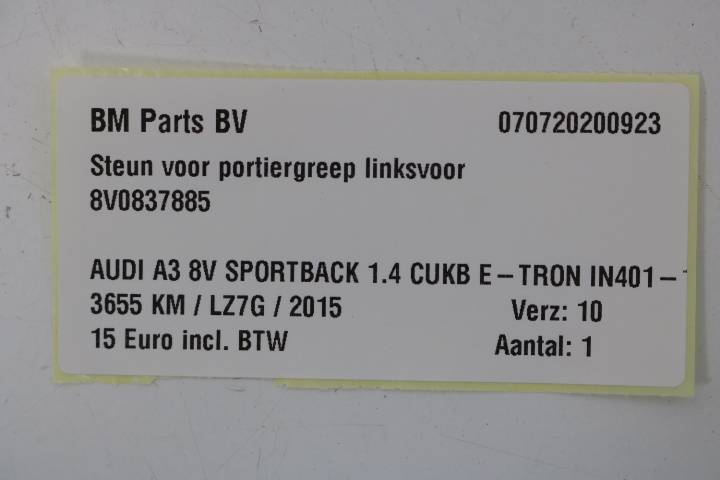 BM Parts BV 070720200923
Steun voor portiergreep linksvoor
8V0837885
AUDI A3 8V SPORTBACK 1.4 CUKB E-TRON IN401-
3655 KM / LZ7G / 2015 Verz: 10
15 Euro incl. BTW Aantal: 1